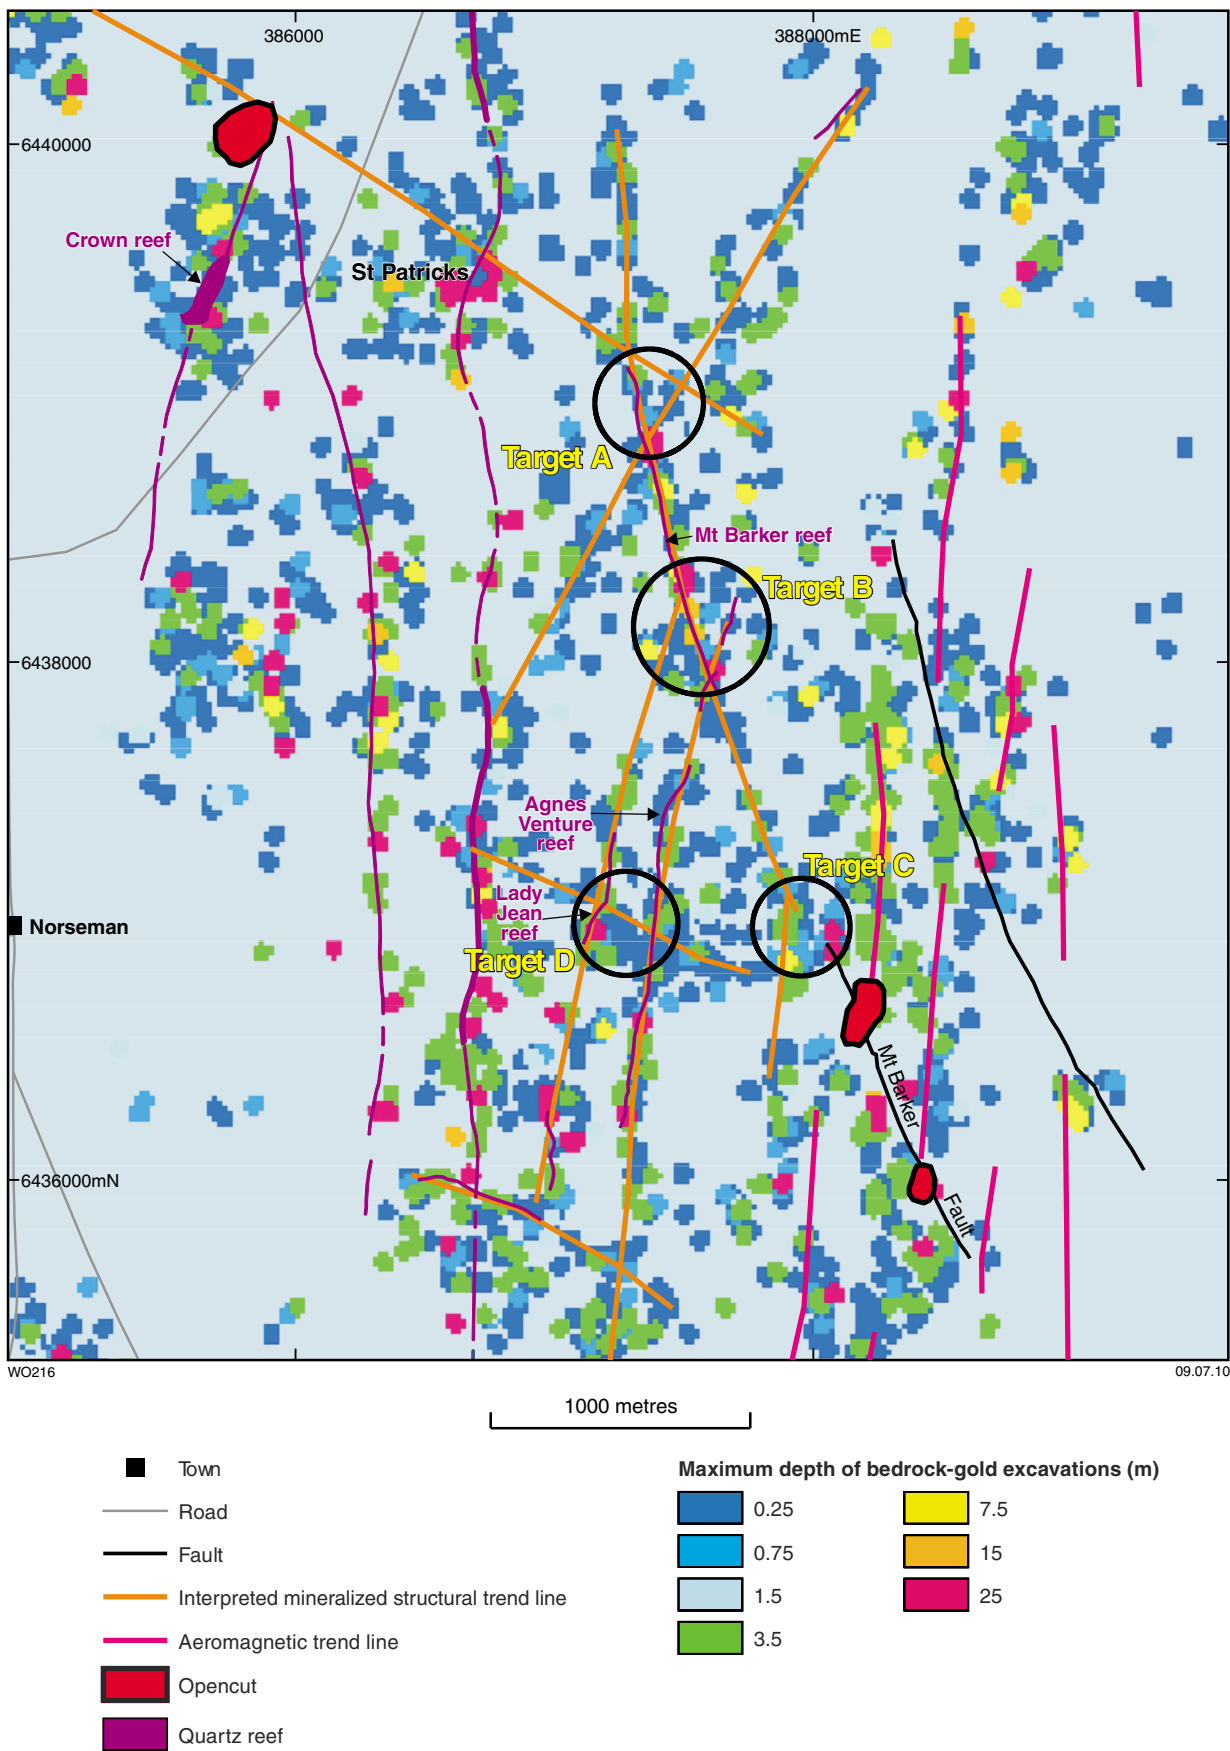 386000
388000mE
6440000
Crown reef
St Patricks
Target A
Mt Barker reef
Target B
6438000
Agnes
Venture
reef
Target C
Lady
Jean
reef
Norseman
Target D
Mt Barker
6436000mN
Fault
WO216
09.07.10
1000 metres
Town
Road
Fault
Interpreted mineralized structural trend line
Aeromagnetic trend line
Opencut
Quartz reef
Maximum depth of bedrock-gold excavations (m)
0.25
0.75
1.5
3.5
7.5
15
25